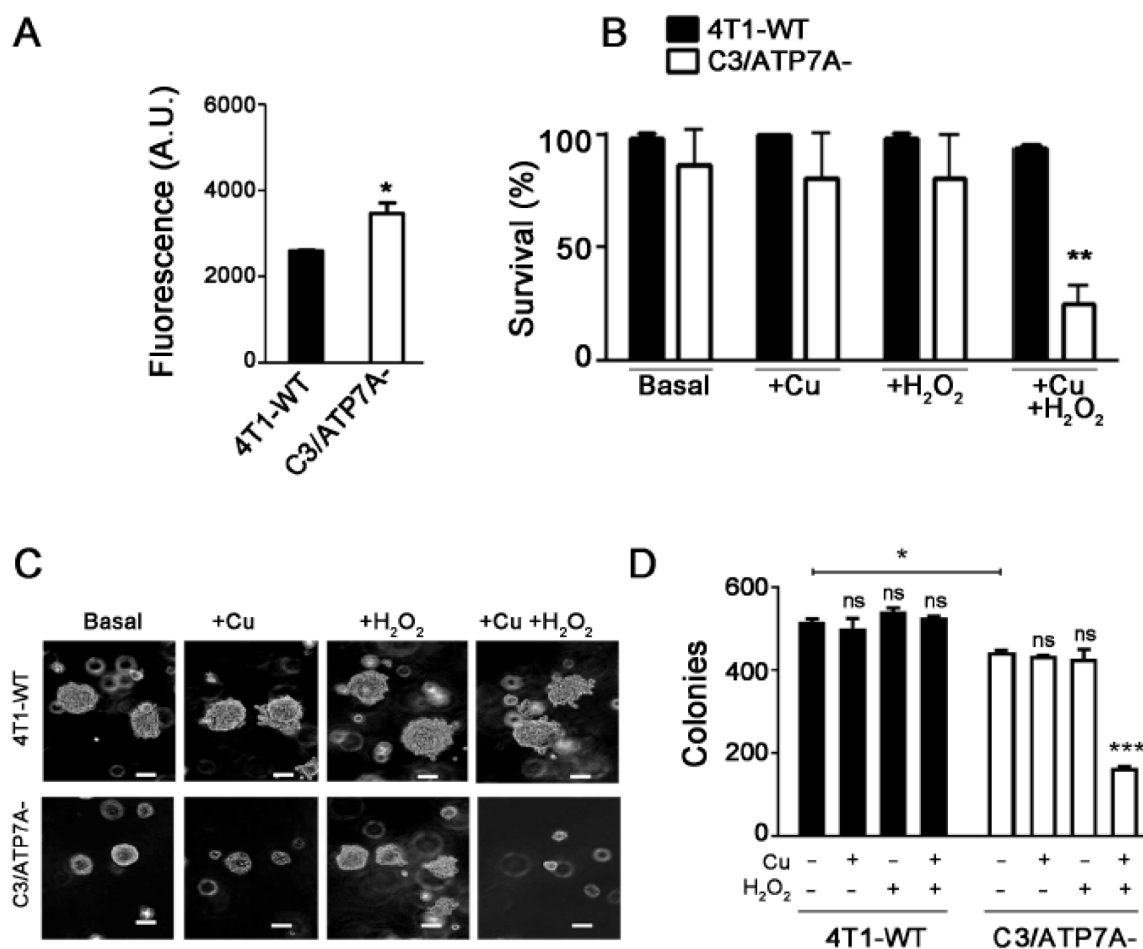 A
Fluorescence (A.U.)
6000
4000
2000
0
*
4T1-WT
C3/ATP7A-
B
4T1-WT
C3/ATP7A-
Survival (%)
100
50
0
**
Basal
+Cu
+H₂O₂
+Cu
+H₂O₂
C
Basal +Cu +H₂O₂ +Cu +H₂O₂
4T1-WT
C3/ATP7A-
D
Colonies
600
400
200
0
*
ns ns ns
ns ns
***
Cu - + - + - + - +
H₂O₂ - - + + - - + +
4T1-WT C3/ATP7A-